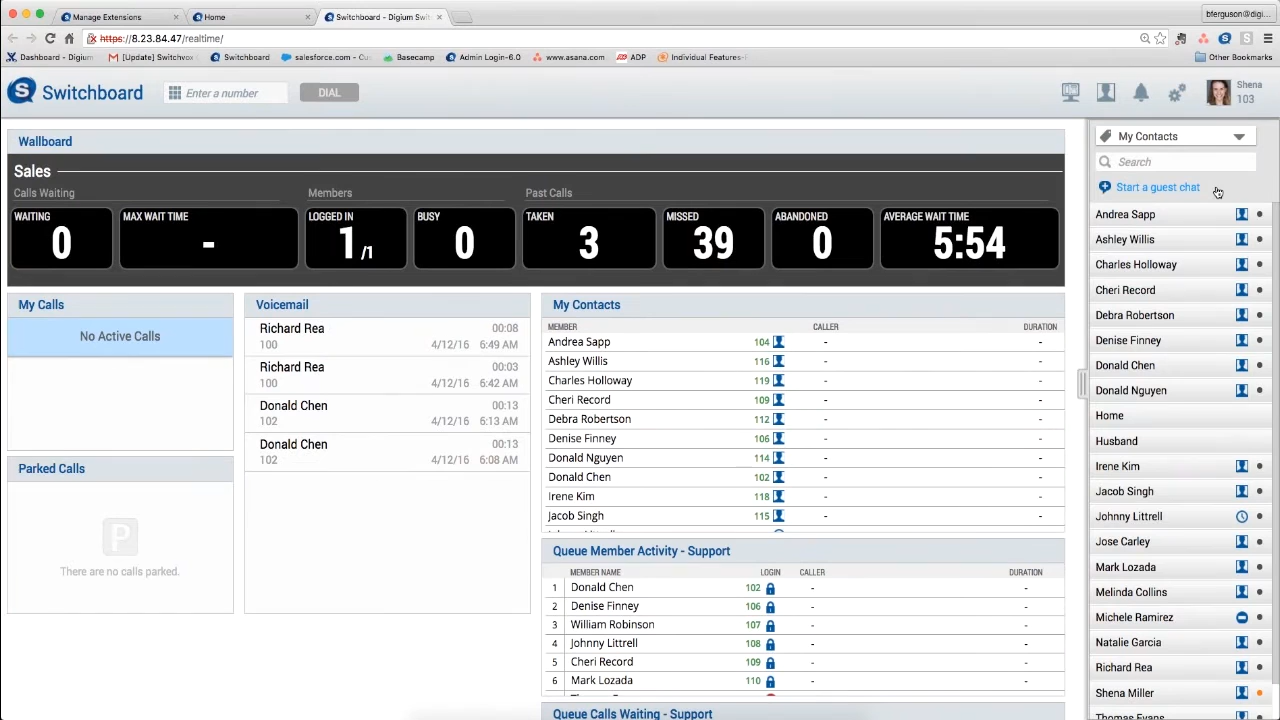 Manage Extensions
Home
Switchboard - Digium Swit
bferguson@digi...
https://8.23.84.47/realtime/
Dashboard - Digium
[Update] Switchvox
Switchboard
salesforce.com - Cu
Basecamp
Admin Login-6.0
www.asana.com
ADP
Individual Features-
Other Bookmarks
Switchboard
Enter a number
DIAL
Shena
103
Wallboard
Sales
Calls Waiting
Members
Past Calls
WAITING
0
MAX WAIT TIME
-
LOGGED IN
1 /1
BUSY
0
TAKEN
3
MISSED
39
ABANDONED
0
AVERAGE WAIT TIME
5:54
My Calls
No Active Calls
Parked Calls
P
There are no calls parked.
Voicemail
Richard Rea 00:08
100 4/12/16 6:49 AM
Richard Rea 00:03
100 4/12/16 6:42 AM
Donald Chen 00:13
102 4/12/16 6:13 AM
Donald Chen 00:13
102 4/12/16 6:08 AM
My Contacts
MEMBER CALLER DURATION
Andrea Sapp 104 - -
Ashley Willis 116 - -
Charles Holloway 119 - -
Cheri Record 109 - -
Debra Robertson 112 - -
Denise Finney 106 - -
Donald Nguyen 114 - -
Donald Chen 102 - -
Irene Kim 118 - -
Jacob Singh 115 - -
Queue Member Activity - Support
MEMBER NAME LOGIN CALLER DURATION
1 Donald Chen 102 - -
2 Denise Finney 106 - -
3 William Robinson 107 - -
4 Johnny Littrell 108 - -
5 Cheri Record 109 - -
6 Mark Lozada 110 - -
Queue Calls Waiting - Support
My Contacts
Search
Start a guest chat
Andrea Sapp
Ashley Willis
Charles Holloway
Cheri Record
Debra Robertson
Denise Finney
Donald Chen
Donald Nguyen
Home
Husband
Irene Kim
Jacob Singh
Johnny Littrell
Jose Carley
Mark Lozada
Melinda Collins
Michele Ramirez
Natalie Garcia
Richard Rea
Shena Miller
Thomas Evans